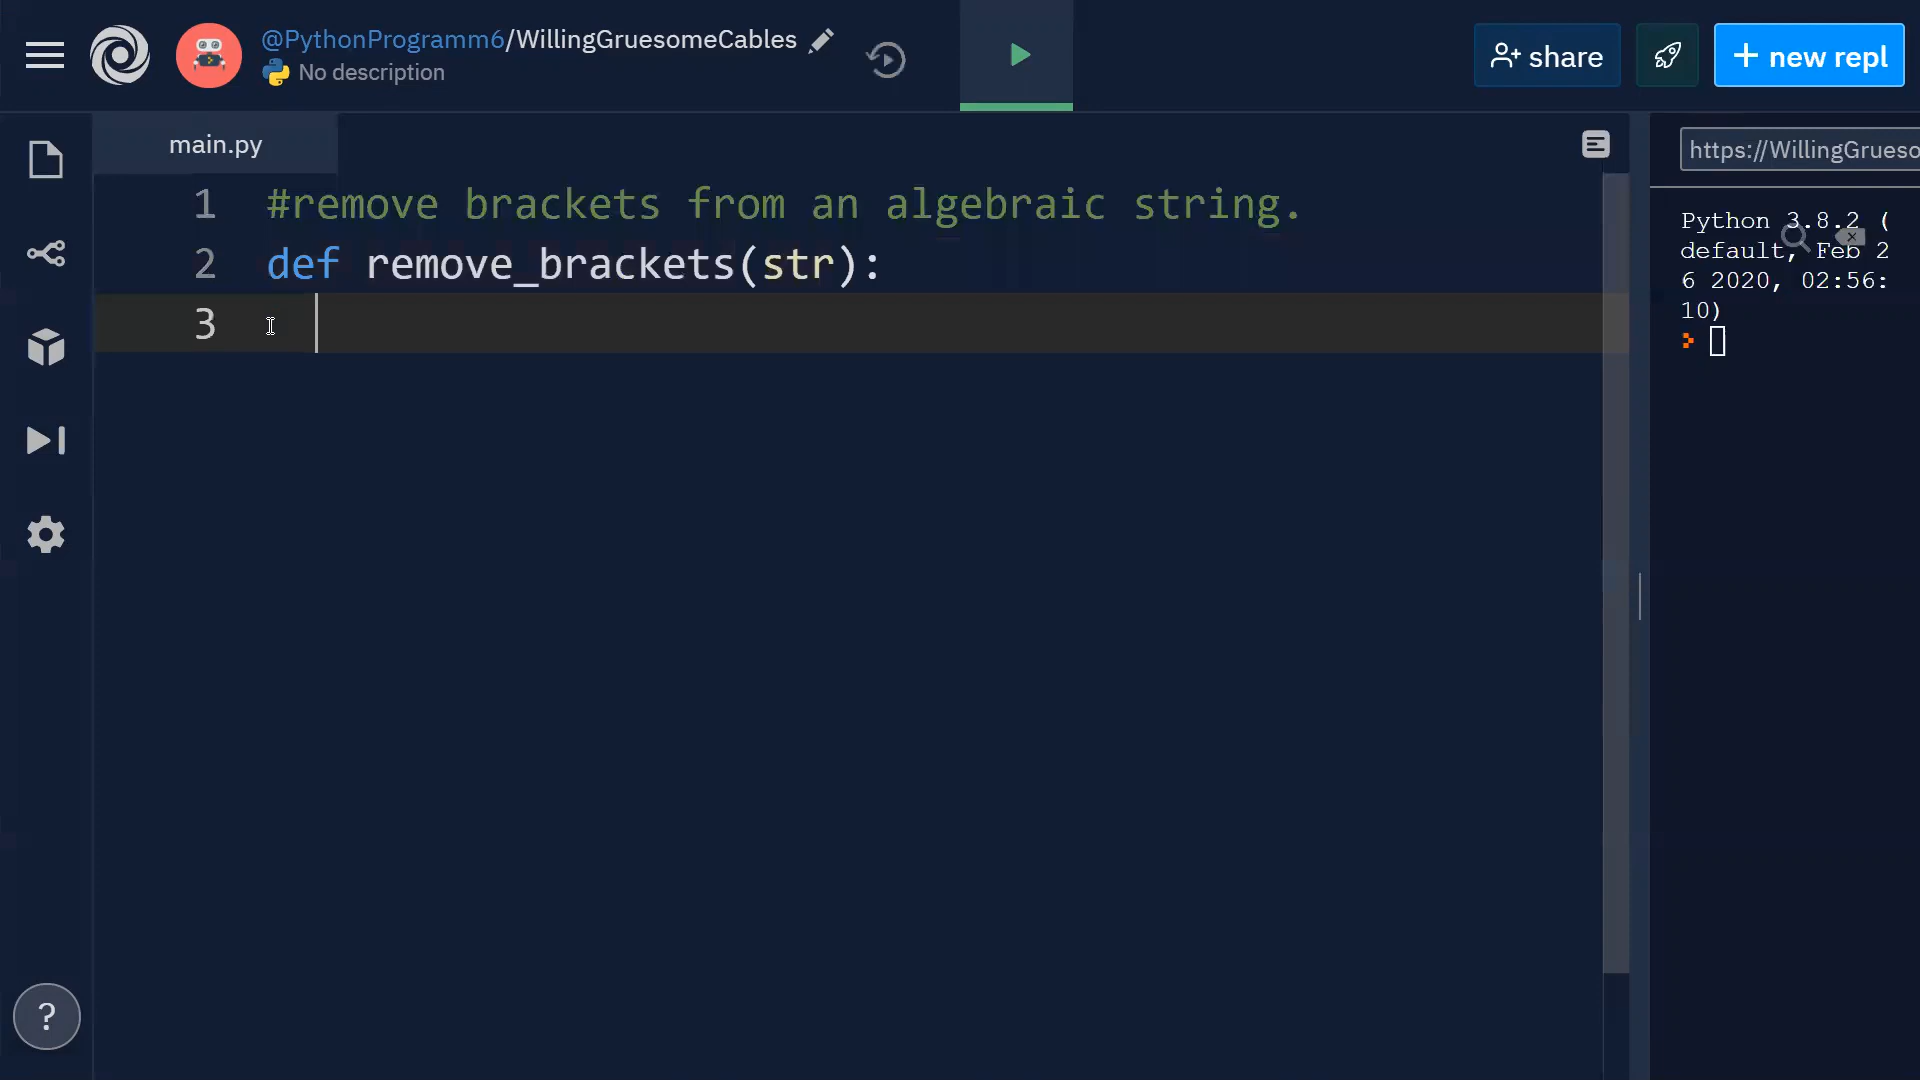 @PythonProgramm6/WillingGruesomeCables
No description
share
+ new repl
main.py
1 #remove brackets from an algebraic string.
2 def remove_brackets(str):
3
https://WillingGrueso
Python 3.8.2 (
default, Feb 2
6 2020, 02:56:
10)
?